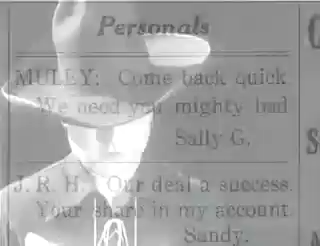 Personals
MULEY: Come back quick
We need you mighty bad
Sally G.
J. R. H. Our deal a success.
Your share in my account.
Sandy.